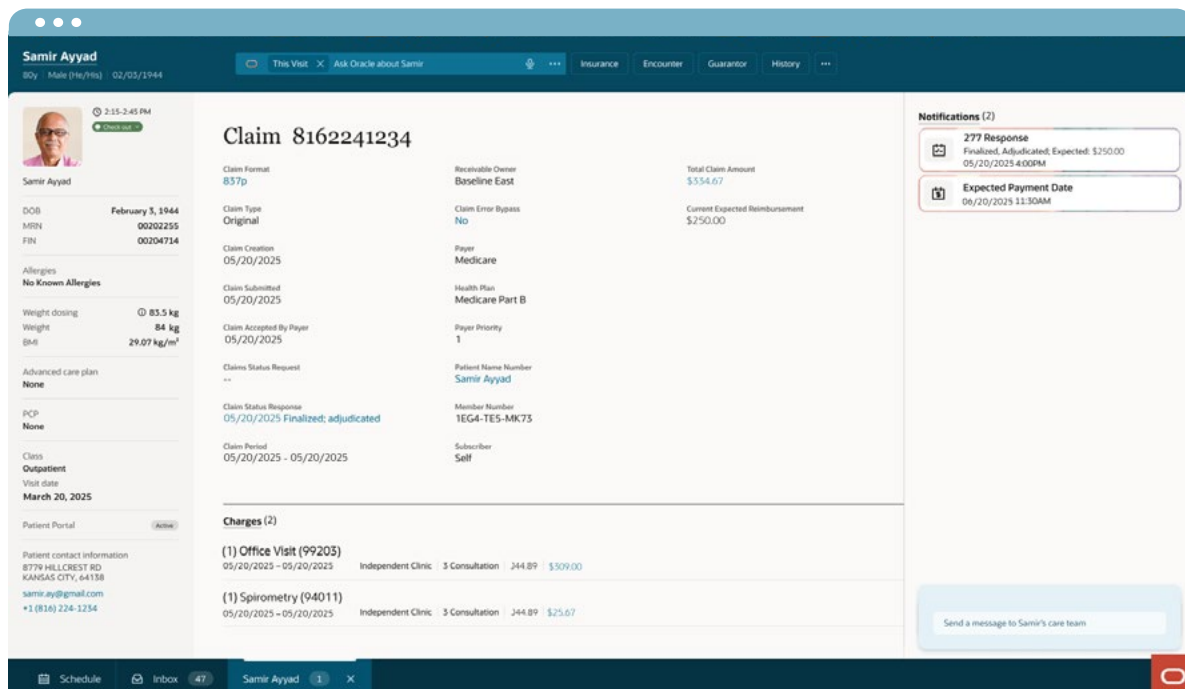 Samir Ayyad
80y Male (He/His) 02/03/1944
This Visit X Ask Oracle about Samir
Insurance
Encounter
Guarantor
History
2:15-2:45 PM
Check out
Samir Ayyad
DOB February 3, 1944
MRN 00202255
FIN 00204714
Allergies
No Known Allergies
Weight dosing 83.5 kg
Weight 84 kg
BMI 29.07 kg/m²
Advanced care plan
None
PCP
None
Class
Outpatient
Visit date
March 20, 2025
Patient Portal Active
Patient contact information
8779 HILLCREST RD
KANSAS CITY, 64138
samir.ay@gmail.com
+1 (816) 224-1234
Claim 8162241234
Claim Format
837p
Claim Type
Original
Claim Creation
05/20/2025
Claim Submitted
05/20/2025
Claim Accepted By Payer
05/20/2025
Claims Status Request
--
Claim Status Response
05/20/2025 Finalized; adjudicated
Claim Period
05/20/2025 - 05/20/2025
Receivable Owner
Baseline East
Claim Error Bypass
No
Payer
Medicare
Health Plan
Medicare Part B
Payer Priority
1
Patient Name Number
Samir Ayyad
Member Number
1EG4-TE5-MK73
Subscriber
Self
Total Claim Amount
$334.67
Current Expected Reimbursement
$250.00
Charges (2)
(1) Office Visit (99203)
05/20/2025 – 05/20/2025 Independent Clinic 3 Consultation J44.89 $309.00
(1) Spirometry (94011)
05/20/2025 – 05/20/2025 Independent Clinic 3 Consultation J44.89 $25.67
Notifications (2)
277 Response
Finalized, Adjudicated; Expected: $250.00
05/20/2025 4:00PM
Expected Payment Date
06/20/2025 11:30AM
Send a message to Samir's care team
Schedule
Inbox 47
Samir Ayyad 1 X